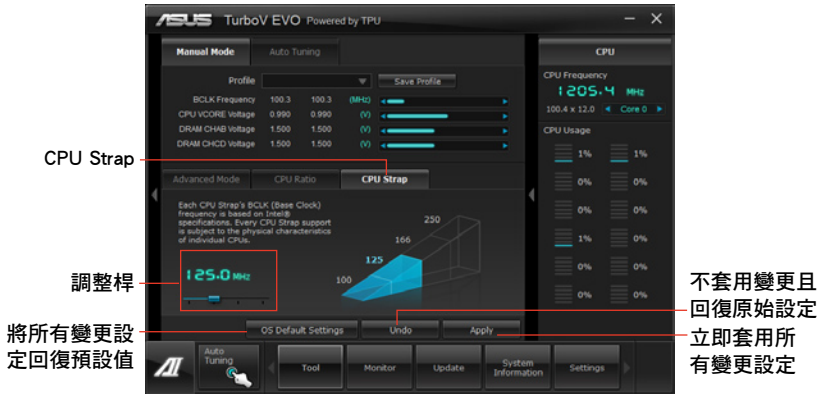 ASUS TurboV EVO Powered by TPU
Manual Mode Auto Tuning
Profile Save Profile
BCLK Frequency 100.3 100.3 (MHz)
CPU VCORE Voltage 0.990 0.990 (V)
DRAM CHAB Voltage 1.500 1.500 (V)
DRAM CHCD Voltage 1.500 1.500 (V)
CPU
CPU Frequency
1205.4 MHz
100.4 x 12.0 Core 0
CPU Usage
1% 1%
0% 0%
0% 0%
1% 0%
0% 0%
0% 0%
CPU Strap
Advanced Mode CPU Ratio CPU Strap
Each CPU Strap's BCLK (Base
Clock)
frequency is based on Intel®
specifications. Every CPU Strap support
is subject to the physical characteristics
of individual CPUs.
250
166
125
100
調整桿
125.0 MHz
將所有變更設
定回復預設值
OS Default Settings Undo Apply
不套用變更且
回復原始設定
立即套用所
有變更設定
AI
Auto
Tuning
Tool Monitor Update System
Information Settings